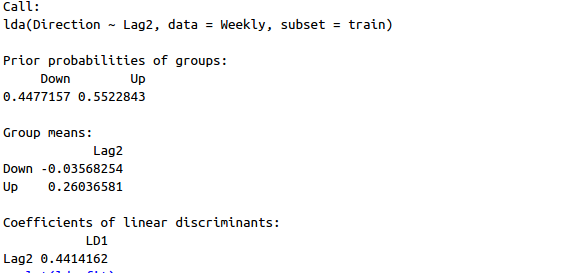 Call:
lda(Direction ~ Lag2, data = Weekly, subset = train)
Prior probabilities of groups:
Down Up
0.4477157 0.5522843
Group means:
Lag2
Down -0.03568254
Up 0.26036581
Coefficients of linear discriminants:
LD1
Lag2 0.4414162